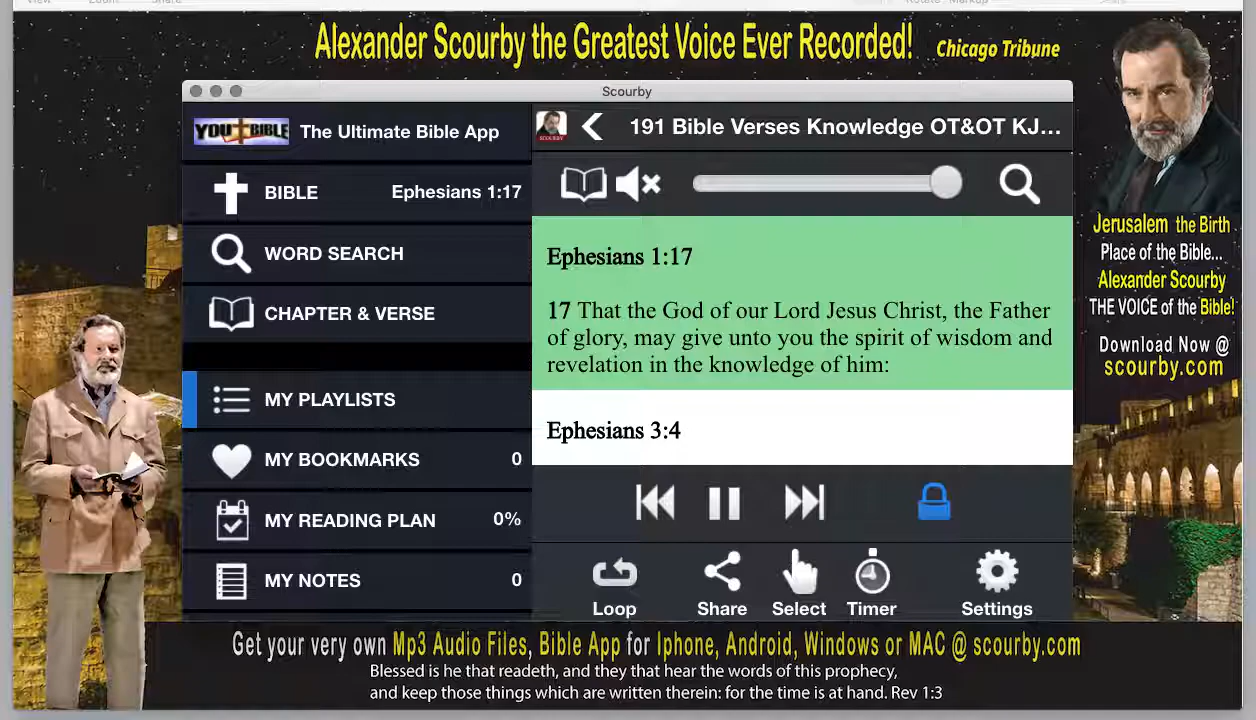 Alexander Scourby the Greatest Voice Ever Recorded! Chicago Tribune
Scourby
YOU BIBLE The Ultimate Bible App
191 Bible Verses Knowledge OT&OT KJ...
BIBLE Ephesians 1:17
WORD SEARCH
CHAPTER & VERSE
MY PLAYLISTS
MY BOOKMARKS 0
MY READING PLAN 0%
MY NOTES 0
Ephesians 1:17
17 That the God of our Lord Jesus Christ, the Father
of glory, may give unto you the spirit of wisdom and
revelation in the knowledge of him:
Ephesians 3:4
Loop Share Select Timer Settings
Jerusalem the Birth
Place of the Bible...
Alexander Scourby
THE VOICE of the Bible!
Download Now @
scourby.com
Get your very own Mp3 Audio Files, Bible App for Iphone, Android, Windows or MAC @ scourby.com
Blessed is he that readeth, and they that hear the words of this prophecy,
and keep those things which are written therein: for the time is at hand. Rev 1:3